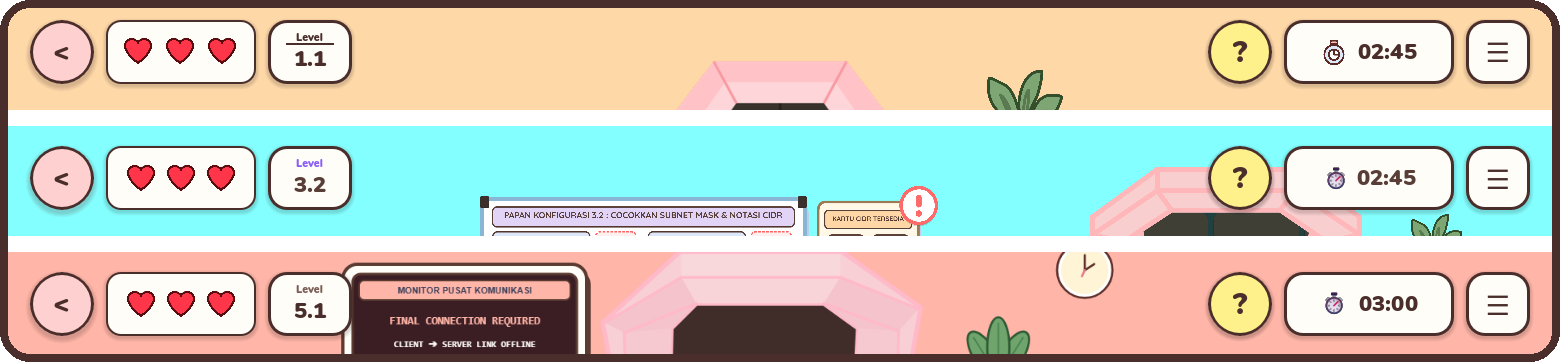 <
Level
1.1
?
02:45
☰
<
Level
3.2
?
02:45
☰
PAPAN KONFIGURASI 3.2 : COCOKKAN SUBNET MASK & NOTASI CIDR
KARTU CIDR TERSEDIA
!
<
Level
5.1
?
03:00
☰
MONITOR PUSAT KOMUNIKASI
FINAL CONNECTION REQUIRED
CLIENT → SERVER LINK OFFLINE